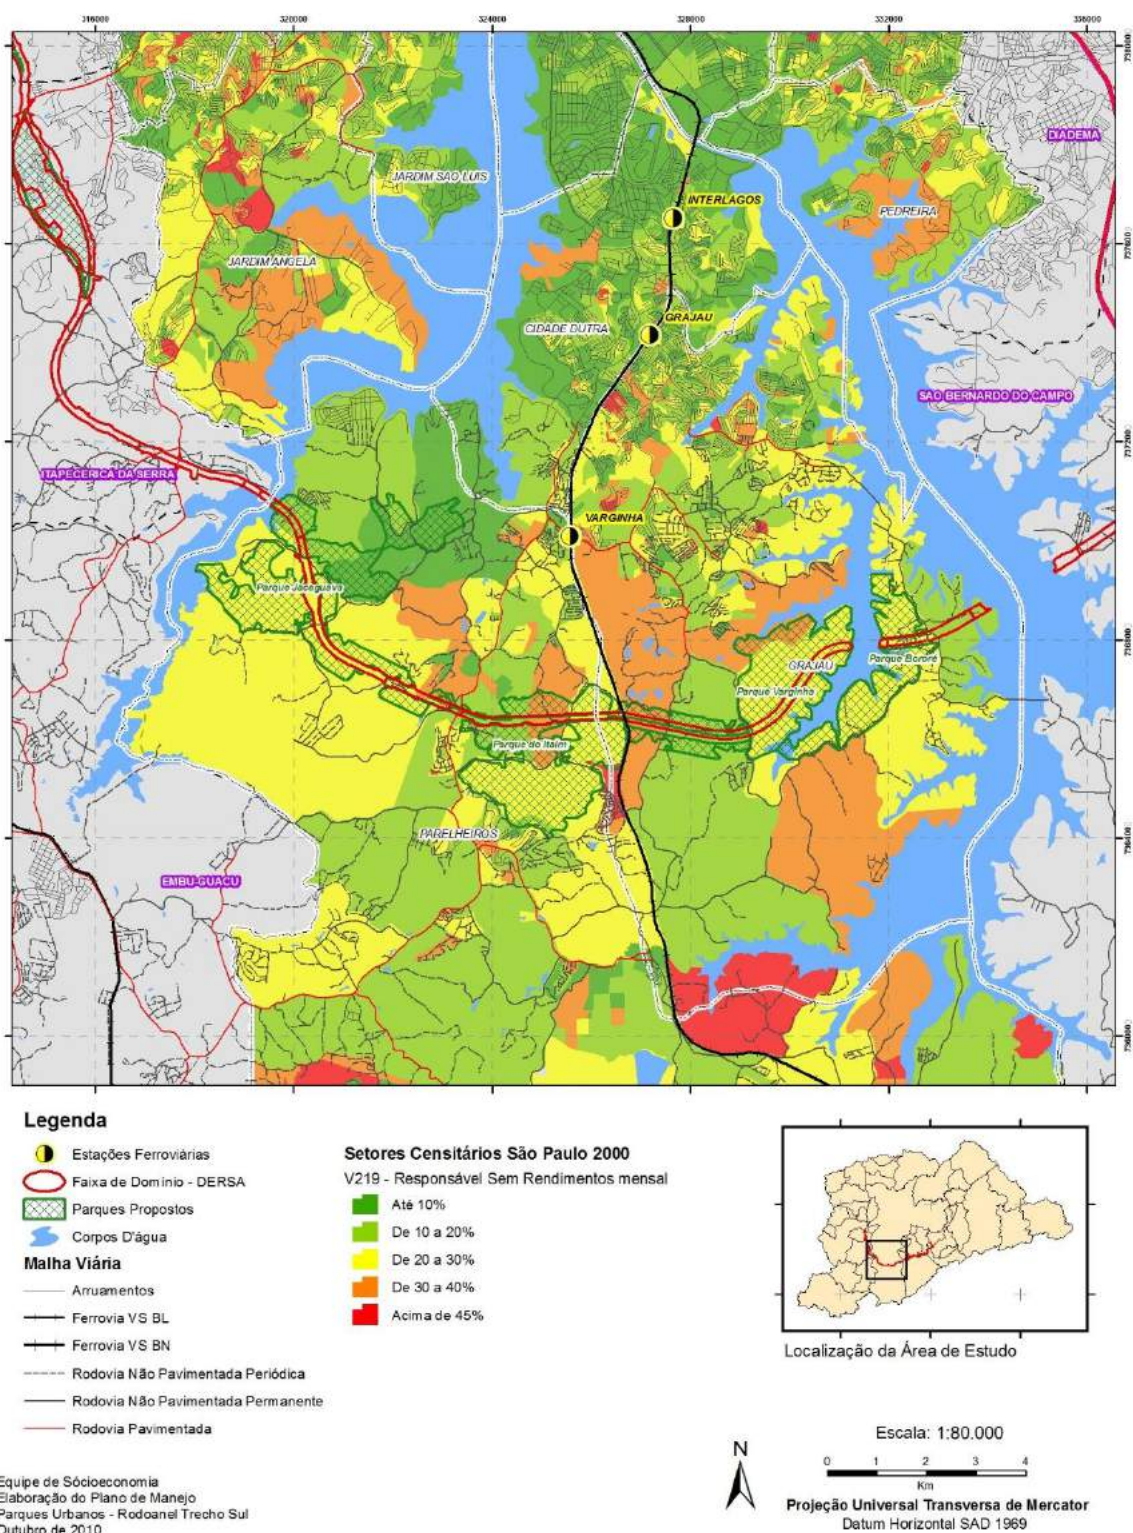 316000 320000 324000 328000 332000 336000
DIADEMA
JARDIM SAO LUIS
INTERLAGOS
PEDREIRA
JARDIM ANGELA
GRAJAU
CIDADE DUTRA
SAO BERNARDO DO CAMPO
ITAPECERICA DA SERRA
VARGINHA
Parque Jaceguava
GRAJAU
Parque Bororé
Parque Varginha
Parque do Itaim
PARELHEIROS
EMBU-GUACU
Legenda
Estações Ferroviárias
Faixa de Dominio - DERSA
Parques Propostos
Corpos D'água
Malha Viária
Arruamentos
Ferrovia VS BL
Ferrovia VS BN
Rodovia Não Pavimentada Periódica
Rodovia Não Pavimentada Permanente
Rodovia Pavimentada
Setores Censitários São Paulo 2000
V219 - Responsável Sem Rendimentos mensal
Até 10%
De 10 a 20%
De 20 a 30%
De 30 a 40%
Acima de 45%
Localização da Área de Estudo
Escala: 1:80.000
N
0 1 2 3 4
Km
Projeção Universal Transversa de Mercator
Datum Horizontal SAD 1969
Equipe de Sócioeconomia
Elaboração do Plano de Manejo
Parques Urbanos - Rodoanel Trecho Sul
Outubro de 2010